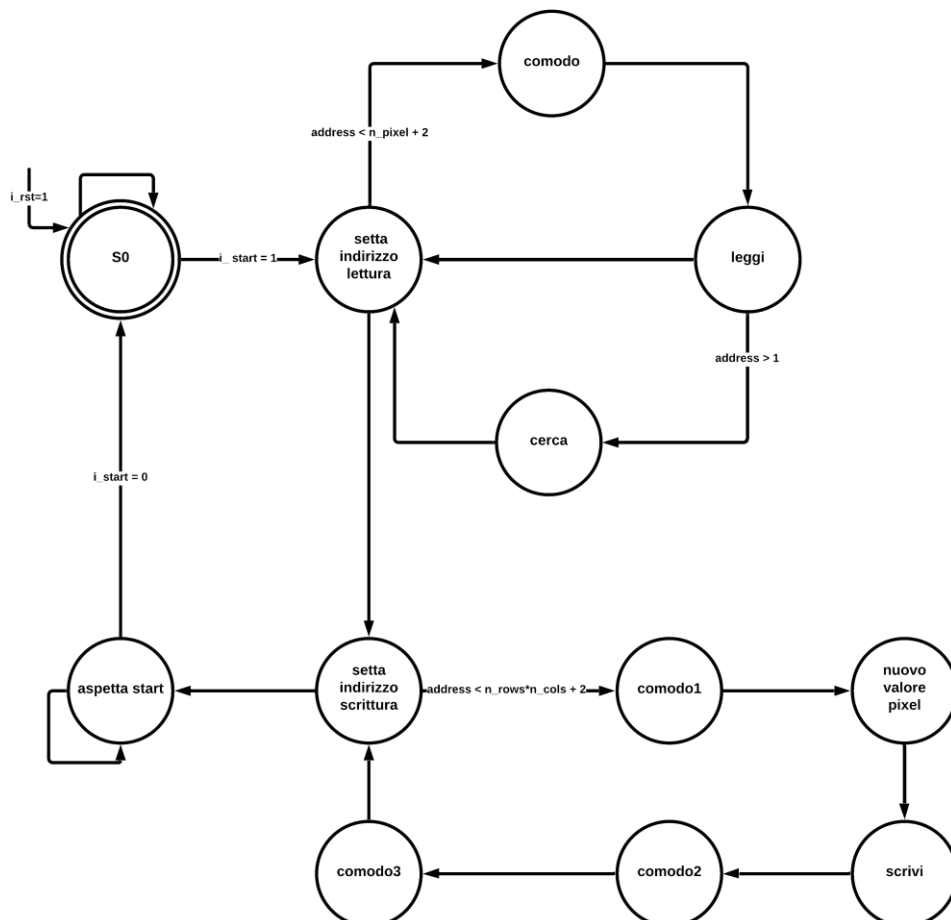 comodo
address < n_pixel + 2
i_rst=1
S0
i_ start = 1
setta
indirizzo
lettura
leggi
address > 1
cerca
i_start = 0
aspetta start
setta
indirizzo
scrittura
address < n_rows*n_cols + 2
comodo1
nuovo
valore
pixel
comodo3
comodo2
scrivi